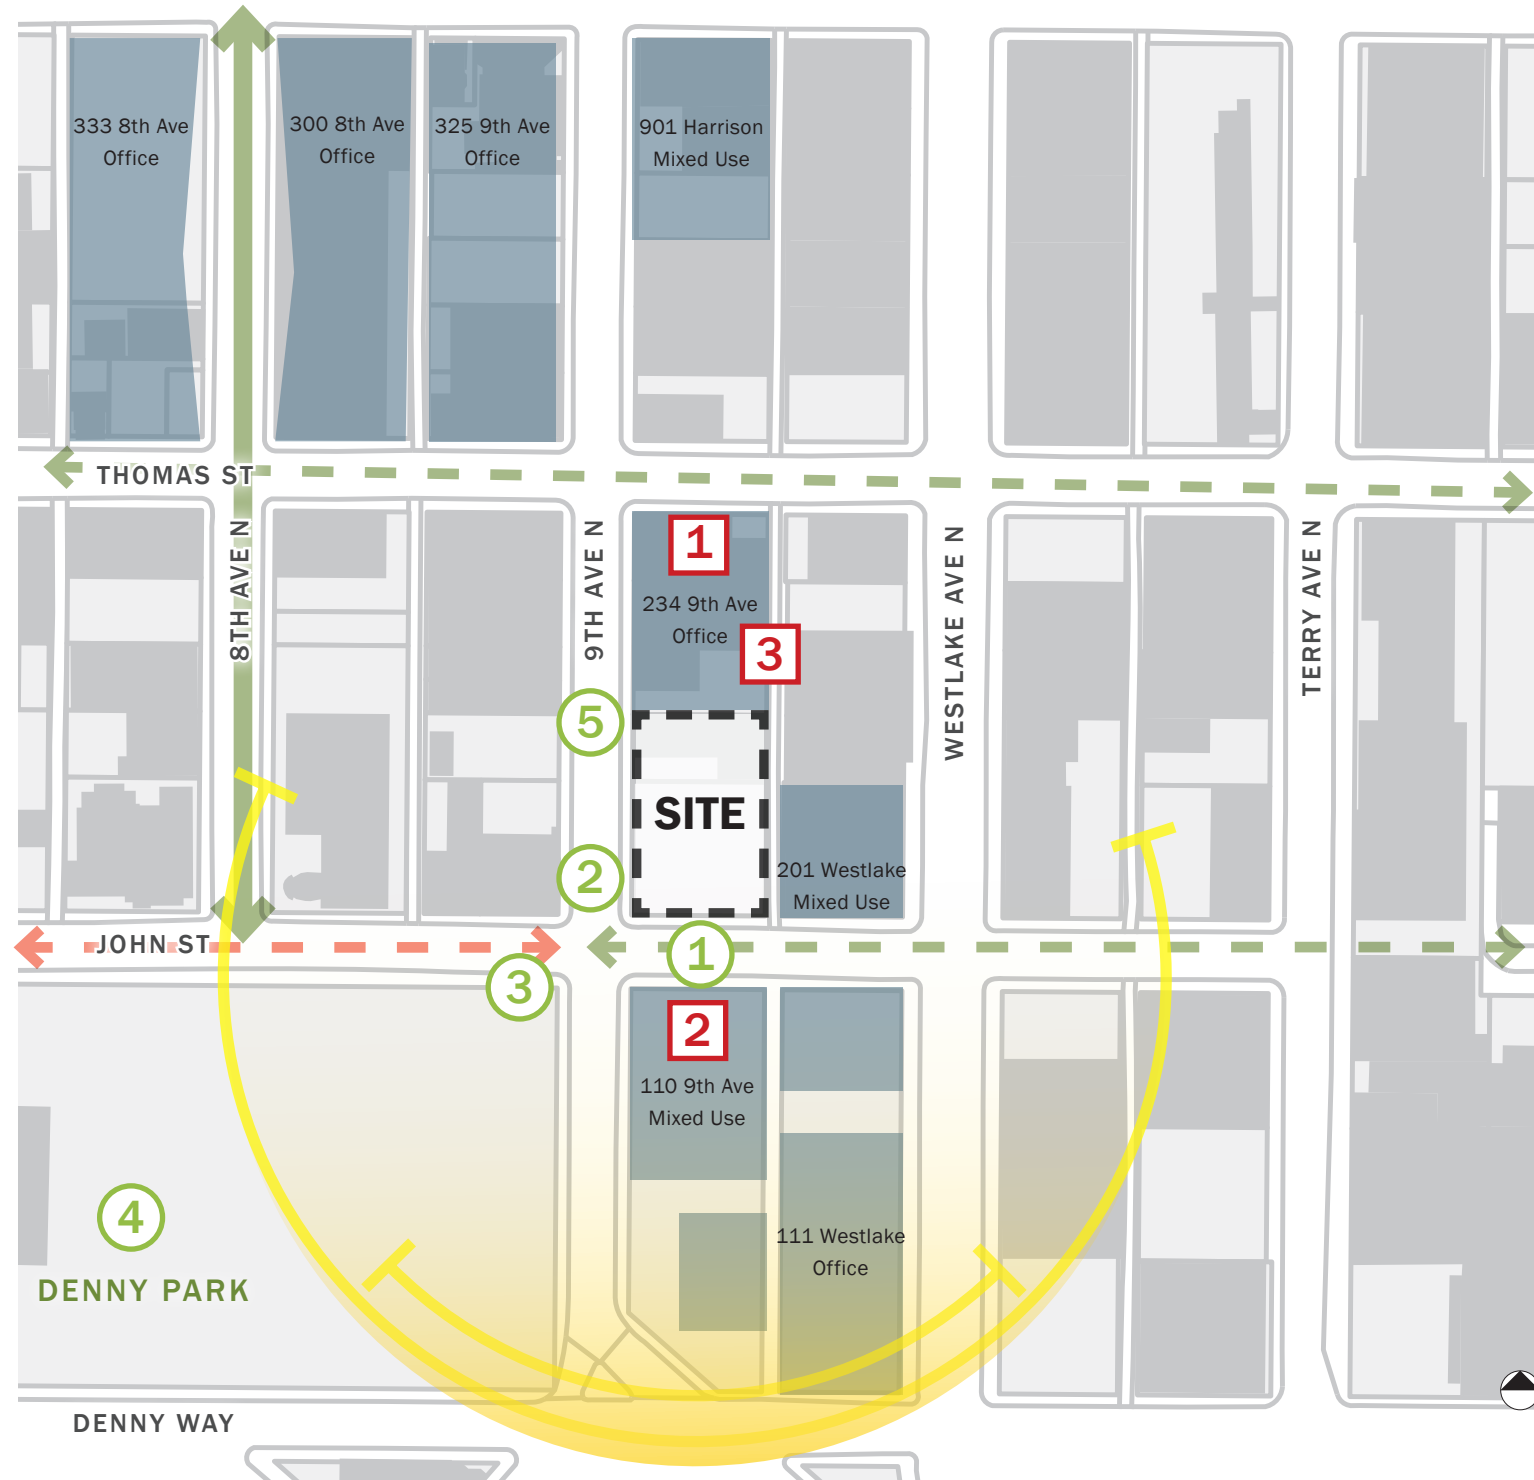 333 8th Ave
Office
300 8th Ave
Office
325 9th Ave
Office
901 Harrison
Mixed Use
THOMAS ST
8TH AVE N
9TH AVE N
WESTLAKE AVE N
TERRY AVE N
1
234 9th Ave
Office
3
5
SITE
2
201 Westlake
Mixed Use
JOHN ST
1
3
2
110 9th Ave
Mixed Use
4
DENNY PARK
111 Westlake
Office
DENNY WAY